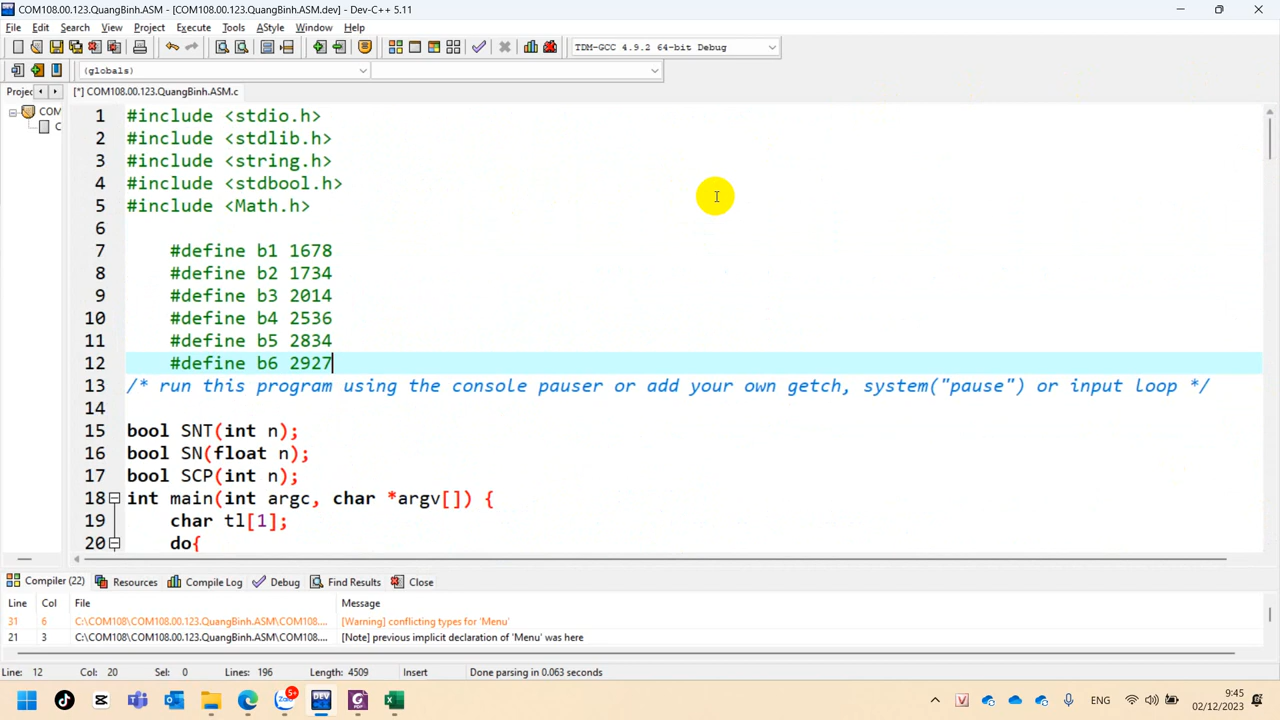 COM108.00.123.QuangBinh.ASM - [COM108.00.123.QuangBinh.ASM.dev] - Dev-C++ 5.11
File Edit Search View Project Execute Tools AStyle Window Help
TDM-GCC 4.9.2 64-bit Debug
(globals)
Projec [*] COM108.00.123.QuangBinh.ASM.c
COM
C
1 #include <stdio.h>
2 #include <stdlib.h>
3 #include <string.h>
4 #include <stdbool.h>
5 #include <Math.h>
6
7 #define b1 1678
8 #define b2 1734
9 #define b3 2014
10 #define b4 2536
11 #define b5 2834
12 #define b6 2927
13 /* run this program using the console pauser or add your own getch, system("pause") or input loop */
14
15 bool SNT(int n);
16 bool SN(float n);
17 bool SCP(int n);
18 int main(int argc, char *argv[]) {
19 char tl[1];
20 do{
Compiler (22) Resources Compile Log Debug Find Results Close
Line Col File Message
31 6 C:\COM108\COM108.00.123.QuangBinh.ASM\COM108.... [Warning] conflicting types for 'Menu'
21 3 C:\COM108\COM108.00.123.QuangBinh.ASM\COM108.... [Note] previous implicit declaration of 'Menu' was here
Line: 12 Col: 20 Sel: 0 Lines: 196 Length: 4509 Insert Done parsing in 0.063 seconds
Zalo 5+ DEV PDF V ENG 9:45
02/12/2023